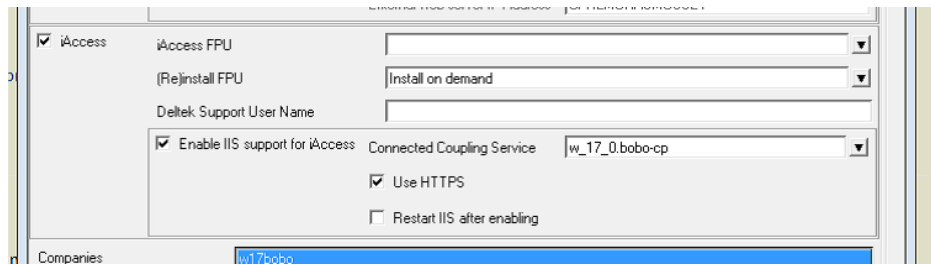 iAccess
iAccess FPU
(Re)install FPU
Install on demand
Deltek Support User Name
Enable IIS support for iAccess
Connected Coupling Service
w_17_0.bobo-cp
Use HTTPS
Restart IIS after enabling
Companies
w17bobo